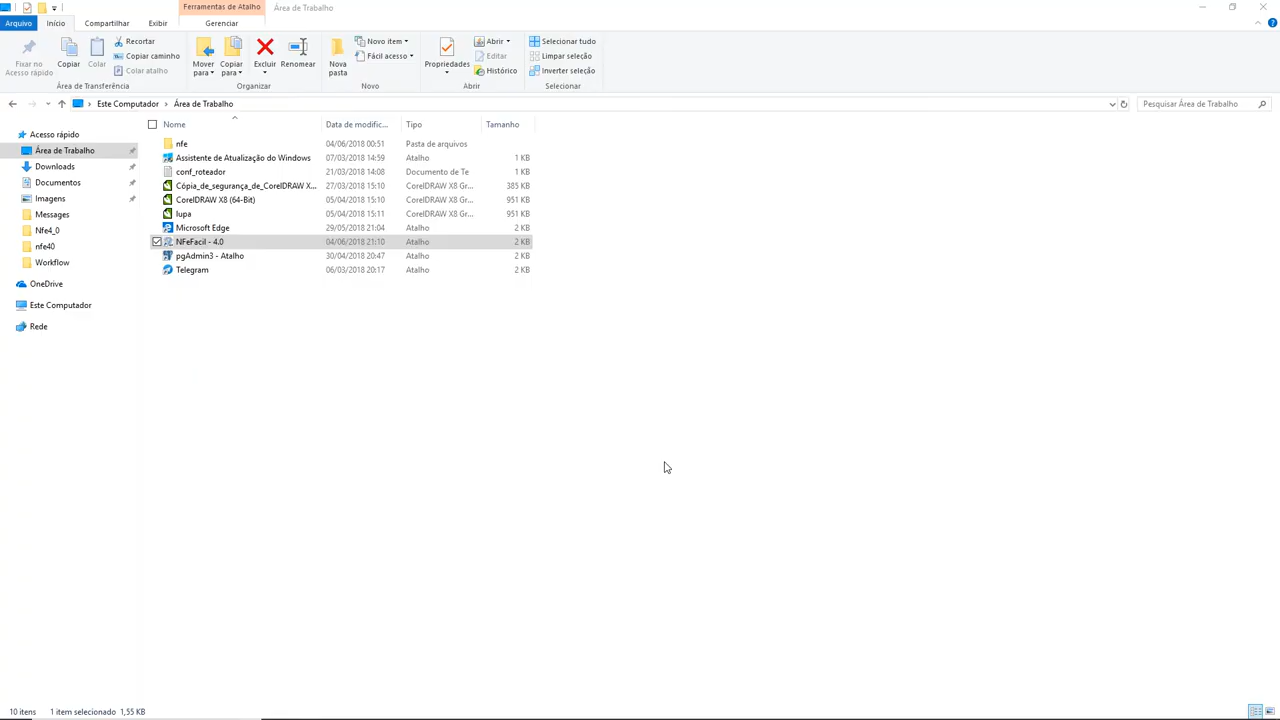 Ferramentas de Atalho Área de Trabalho
Arquivo Início Compartilhar Exibir Gerenciar
Fixar no Acesso rápido
Copiar
Colar
Recortar
Copiar caminho
Colar atalho
Área de Transferência
Mover para
Copiar para
Excluir
Renomear
Organizar
Nova pasta
Novo item
Fácil acesso
Novo
Propriedades
Abrir
Editar
Histórico
Abrir
Selecionar tudo
Limpar seleção
Inverter seleção
Selecionar
Este Computador Área de Trabalho
Pesquisar Área de Trabalho
Acesso rápido
Área de Trabalho
Downloads
Documentos
Imagens
Messages
Nfe4_0
nfe40
Workflow
OneDrive
Este Computador
Rede
Nome Data de modific... Tipo Tamanho
nfe 04/06/2018 00:51 Pasta de arquivos
Assistente de Atualização do Windows 07/03/2018 14:59 Atalho 1 KB
conf_roteador 21/03/2018 14:08 Documento de Te 1 KB
Cópia_de_segurança_de_CorelDRAW X... 27/03/2018 15:10 CorelDRAW X8 Gr... 385 KB
CorelDRAW X8 (64-Bit) 05/04/2018 15:10 CorelDRAW X8 Gr... 951 KB
lupa 05/04/2018 15:11 CorelDRAW X8 Gr... 951 KB
Microsoft Edge 29/05/2018 21:04 Atalho 2 KB
NFeFacil - 4.0 04/06/2018 21:10 Atalho 2 KB
pgAdmin3 - Atalho 30/04/2018 20:47 Atalho 2 KB
Telegram 06/03/2018 20:17 Atalho 2 KB
10 itens 1 item selecionado 1,55 KB